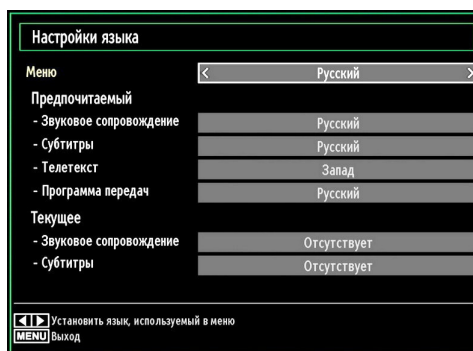 Настройки языка
Меню < Русский >
Предпочитаемый
- Звуковое сопровождение Русский
- Субтитры Русский
- Телетекст Запад
- Программа передач Русский
Текущее
- Звуковое сопровождение Отсутствует
- Субтитры Отсутствует
Установить язык, используемый в меню
MENU Выход